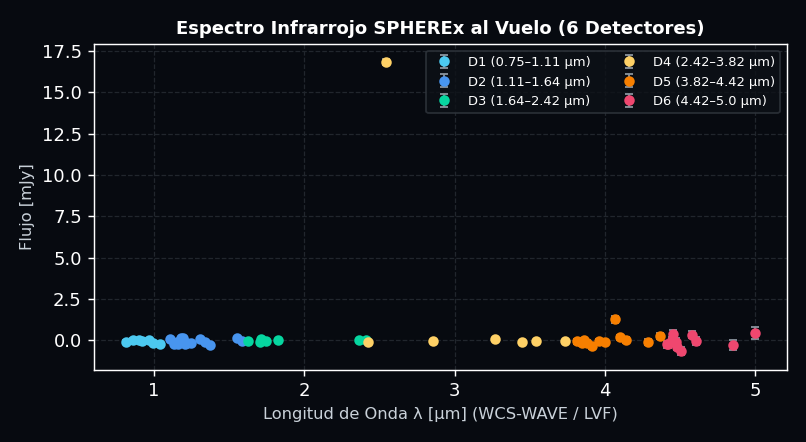 Espectro Infrarrojo SPHEREx al Vuelo (6 Detectores)
D1 (0.75–1.11 µm)
D2 (1.11–1.64 µm)
D3 (1.64–2.42 µm)
D4 (2.42–3.82 µm)
D5 (3.82–4.42 µm)
D6 (4.42–5.0 µm)
Flujo [mJy]
17.5
15.0
12.5
10.0
7.5
5.0
2.5
0.0
1 2 3 4 5
Longitud de Onda λ [µm] (WCS-WAVE / LVF)